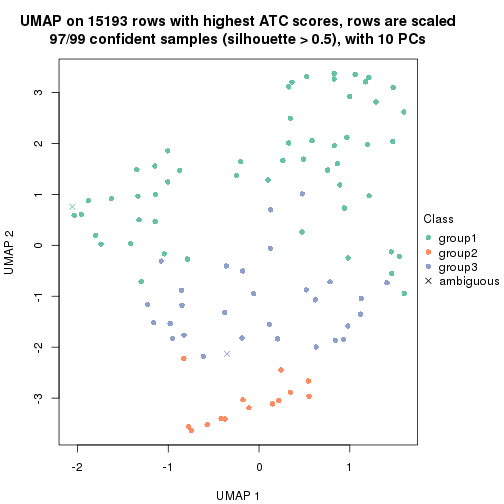 UMAP on 15193 rows with highest ATC scores, rows are scaled
97/99 confident samples (silhouette > 0.5), with 10 PCs
3
2
1
0
-1
-2
-3
UMAP 2
-2
-1
0
1
UMAP 1
Class
group1
group2
group3
ambiguous